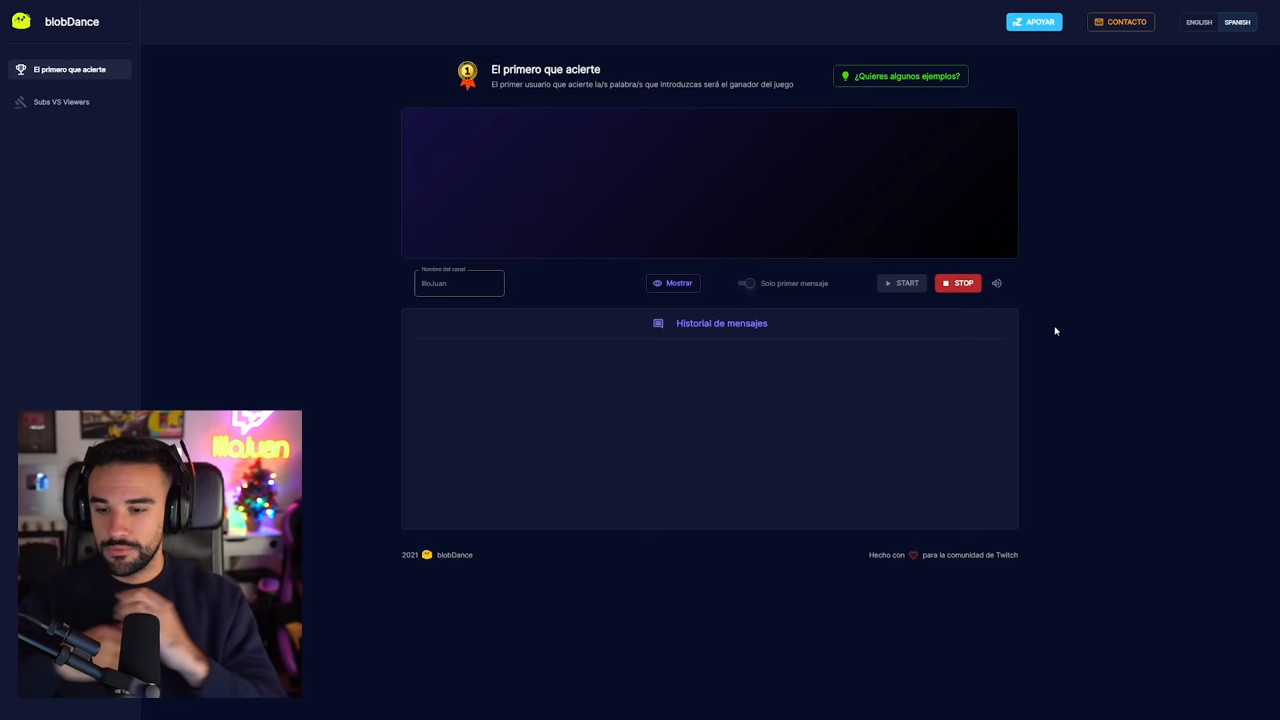 blobDance
APOYAR
CONTACTO
ENGLISH
SPANISH
El primero que acierte
Subs VS Viewers
El primero que acierte
El primer usuario que acierte la/s palabra/s que introduzcas será el ganador del juego
¿Quieres algunos ejemplos?
Nombre del canal
IlloJuan
Mostrar
Solo primer mensaje
START
STOP
Historial de mensajes
IlloJuan
2021 blobDance
Hecho con para la comunidad de Twitch